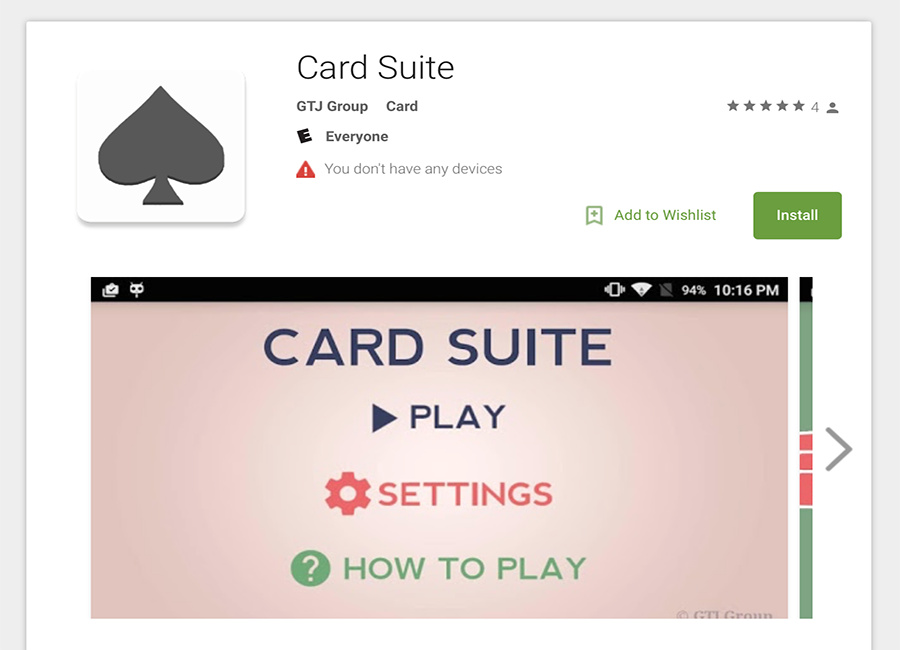 Card Suite
GTJ Group Card
4
E Everyone
You don't have any devices
Add to Wishlist
Install
94% 10:16 PM
CARD SUITE
PLAY
SETTINGS
? HOW TO PLAY
© GTJ Group